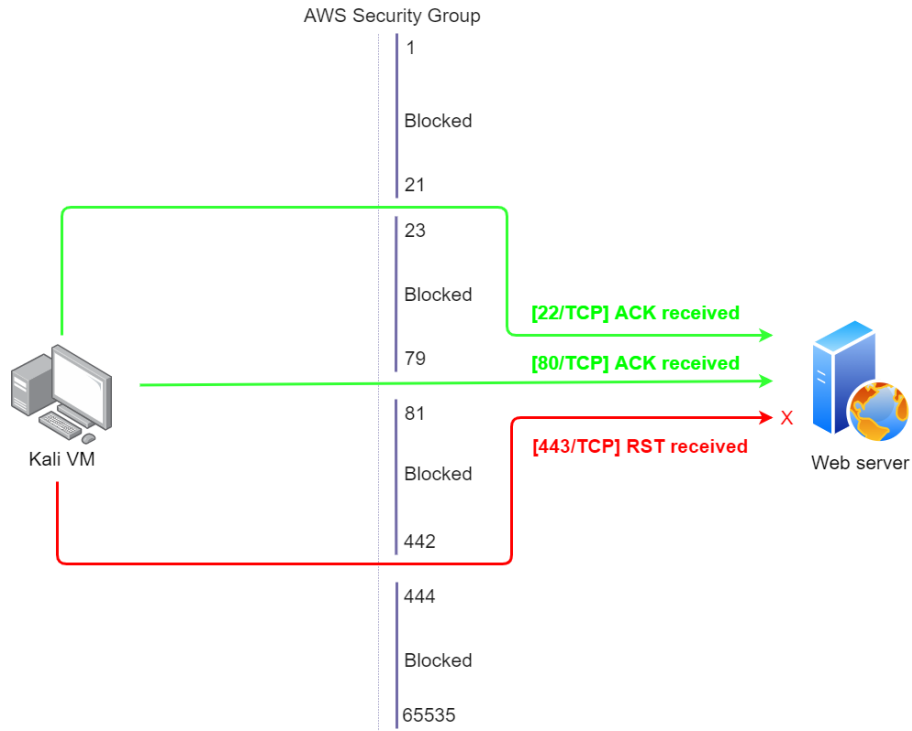 AWS Security Group
1
Blocked
21
23
Blocked
[22/TCP] ACK received
79
[80/TCP] ACK received
81
X
[443/TCP] RST received
Kali VM
Web server
Blocked
442
444
Blocked
65535